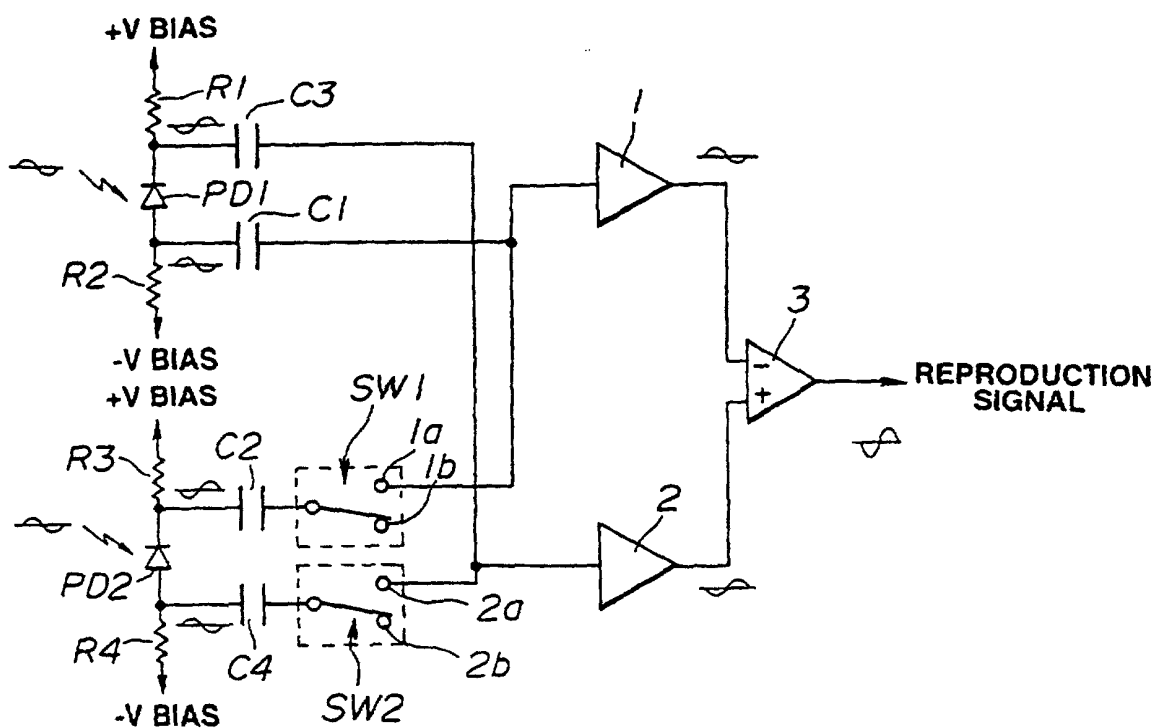 +V BIAS
R1
C3
1
PD1
C1
R2
3
-V BIAS
+V BIAS
-
+
REPRODUCTION
SIGNAL
SW1
1a
1b
R3
C2
2
PD2
2a
R4
C4
2b
SW2
-V BIAS